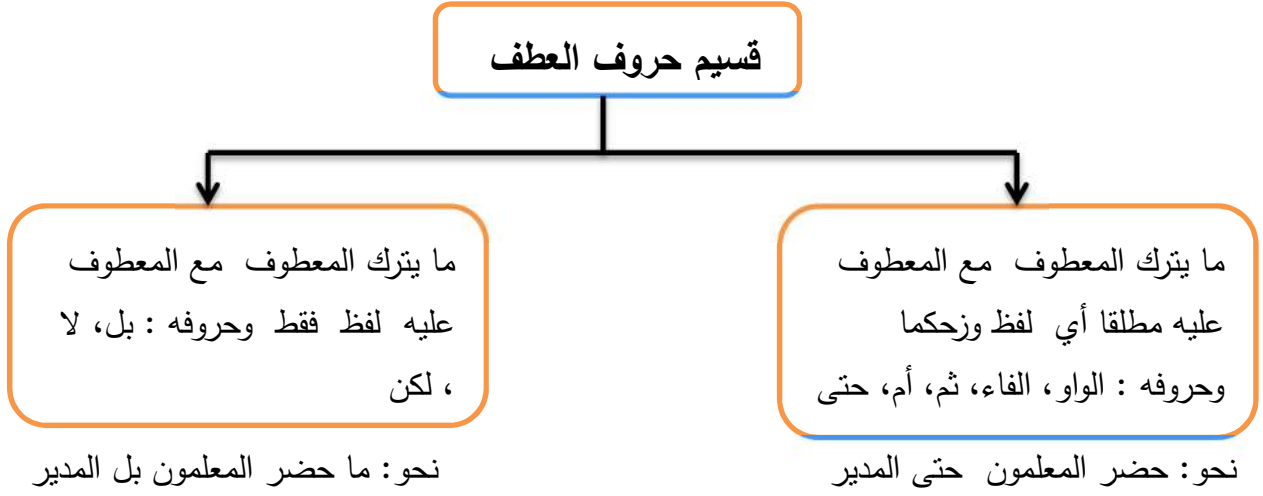 قسيم حروف العطف
ما يترك المعطوف مع المعطوف
عليه مطلقا أي لفظ وزحكما
وحروفه : الواو، الفاء، ثم، أم، حتى
نحو: حضر المعلمون حتى المدير
ما يترك المعطوف مع المعطوف
عليه لفظ فقط وحروفه : بل، لا
، لكن
نحو: ما حضر المعلمون بل المدير